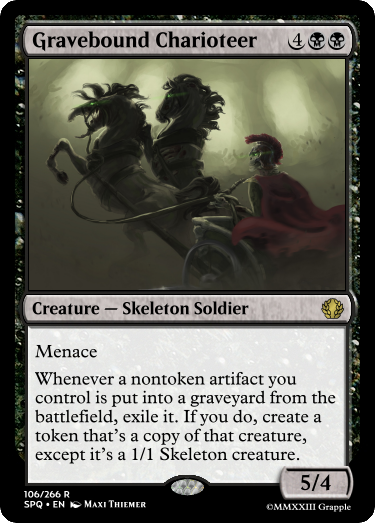 Gravebound Charioteer 4
Creature — Skeleton Soldier
Menace
Whenever a nontoken artifact you
control is put into a graveyard from the
battlefield, exile it. If you do, create a
token that's a copy of that creature,
except it's a 1/1 Skeleton creature.
5/4
106/266 R
SPQ • EN Maxi Thiemer
©MMXXIII Grapple